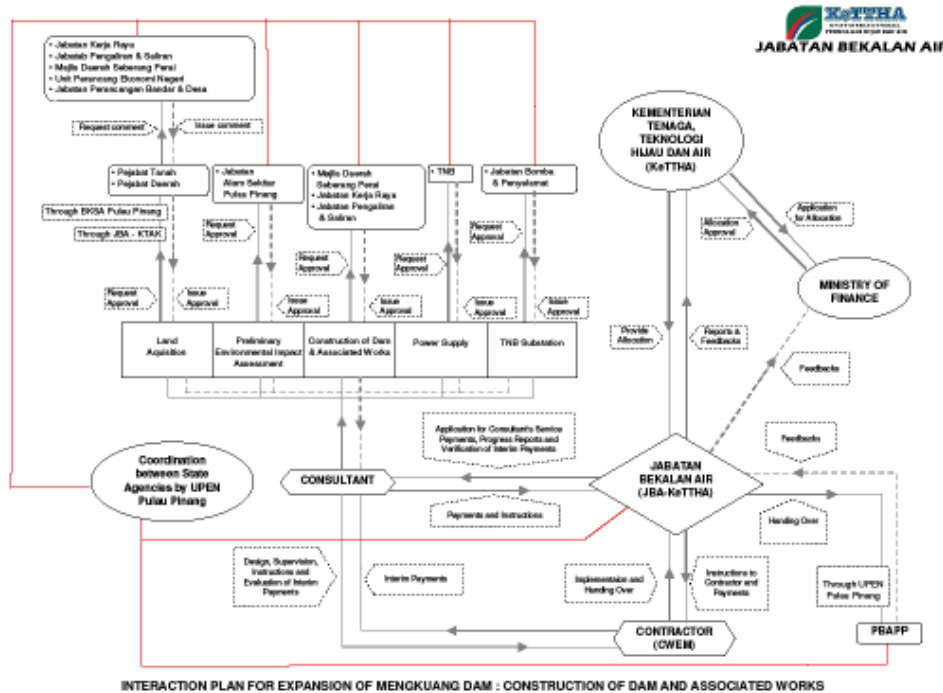 KeTTHA
JABATAN BEKALAN AIR
• Jabatan Kerja Raya
• Jabatab Pengaliran & Saliran
• Majlis Daerah Seberang Perai
• Unit Perancang Ekonomi Negeri
• Jabatan Perancangan Bandar & Desa
Request comment
Issue comment
• Pejabat Tanah
• Pejabat Daerah
• Jabatan
Alam Sekitar
Pulau Pinang
• Majlis Daerah
Seberang Perai
• Jabatan Kerja Raya
• Jabatan Pengaliran
& Saliran
• TNB
• Jabatan Bomba
& Penyelamat
Through BKSA Pulau Pinang
Through JBA - KTAK
Request
Approval
Request
Approval
Request
Approval
Request
Approval
Request
Approval
Issue
Approval
Issue
Approval
Issue
Approval
Issue
Approval
Issue
Approval
Land
Aquisition
Preliminary
Environmental Impact
Assessment
Construction of Dam
& Associated Works
Power Supply
TNB Substation
KEMENTERIAN
TENAGA,
TEKNOLOGI
HIJAU DAN AIR
(KeTTHA)
Application
for Allocation
Allocation
Approval
MINISTRY OF
FINANCE
Provide
Allocation
Reports &
Feedbacks
Feedbacks
Application for Consultant's Service
Payments, Progress Reports and
Verification of Interim Payments
Feedbacks
Coordination
between State
Agencies by UPEN
Pulau Pinang
CONSULTANT
JABATAN
BEKALAN AIR
(JBA-KeTTHA)
Payments and Instructions
Handing Over
Design, Supervision,
Instructions and
Evaluation of Interim
Payments
Interim Payments
Implementaion and
Handing Over
Instructions to
Contractor and
Payments
Through UPEN
Pulau Pinang
CONTRACTOR
(CWEM)
PBAPP
INTERACTION PLAN FOR EXPANSION OF MENGKUANG DAM : CONSTRUCTION OF DAM AND ASSOCIATED WORKS